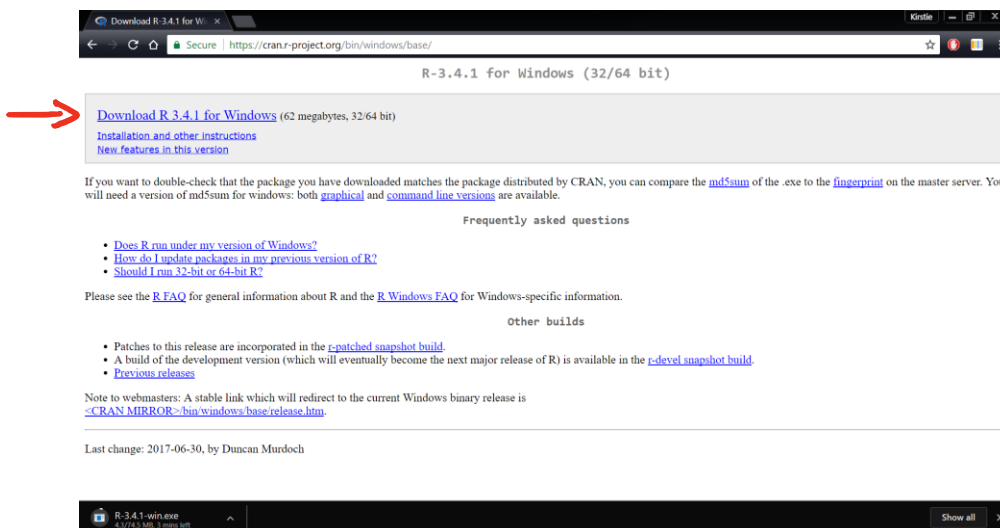 Download R-3.4.1 for Wi
Kirstie
Secure https://cran.r-project.org/bin/windows/base/
R-3.4.1 for Windows (32/64 bit)
Download R 3.4.1 for Windows (62 megabytes, 32/64 bit)
Installation and other instructions
New features in this version
If you want to double-check that the package you have downloaded matches the package distributed by CRAN, you can compare the md5sum of the .exe to the fingerprint on the master server. You
will need a version of md5sum for windows: both graphical and command line versions are available.
Frequently asked questions
• Does R run under my version of Windows?
• How do I update packages in my previous version of R?
• Should I run 32-bit or 64-bit R?
Please see the R FAQ for general information about R and the R Windows FAQ for Windows-specific information.
Other builds
• Patches to this release are incorporated in the r-patched snapshot build.
• A build of the development version (which will eventually become the next major release of R) is available in the r-devel snapshot build.
• Previous releases
Note to webmasters: A stable link which will redirect to the current Windows binary release is
<CRAN MIRROR>/bin/windows/base/release.htm.
Last change: 2017-06-30, by Duncan Murdoch
R-3.4.1-win.exe
4.3/74.5 MB, 3 mins left
Show all